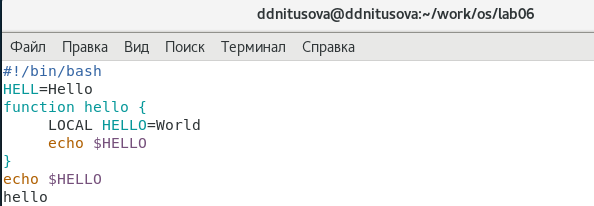 ddnitusova@ddnitusova:~/work/os/lab06
Файл Правка Вид Поиск Терминал Справка
#!/bin/bash
HELL=Hello
function hello {
     LOCAL HELLO=World
     echo $HELLO
}
echo $HELLO
hello